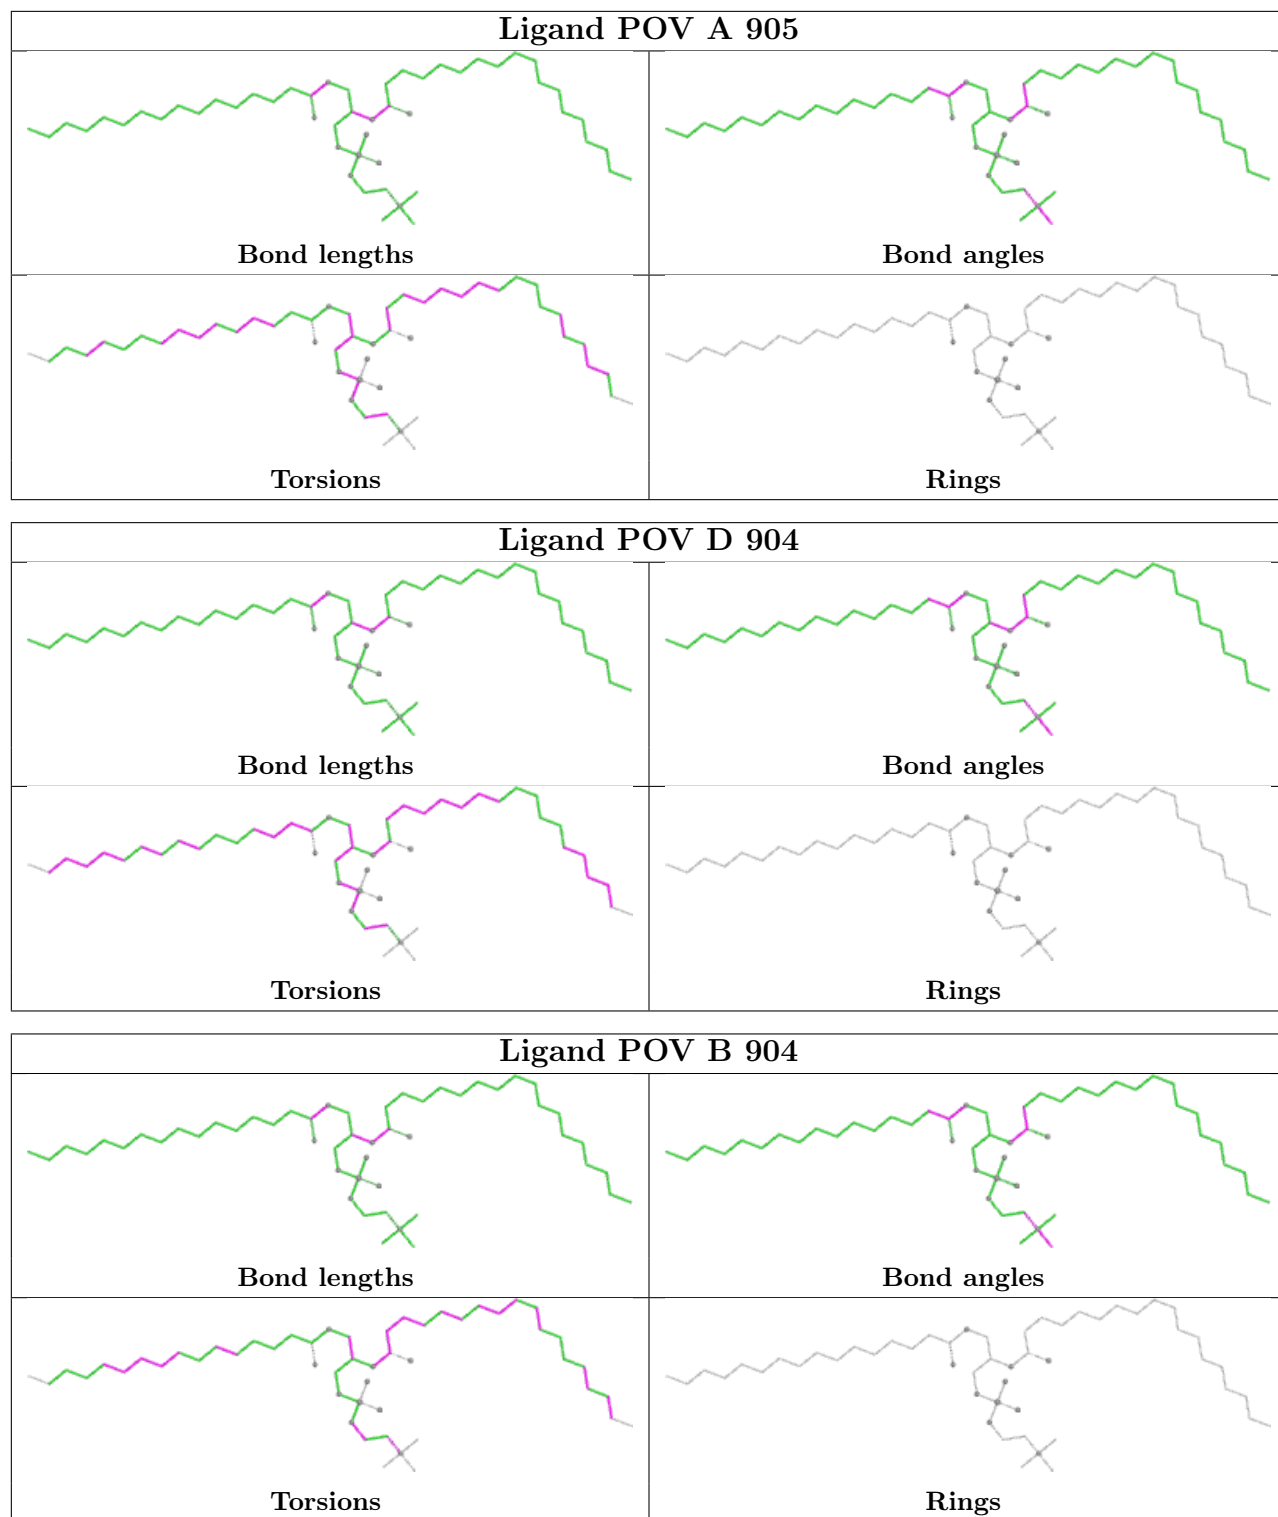 Ligand POV A 905
Bond lengths
Bond angles
Torsions
Rings
Ligand POV D 904
Bond lengths
Bond angles
Torsions
Rings
Ligand POV B 904
Bond lengths
Bond angles
Torsions
Rings